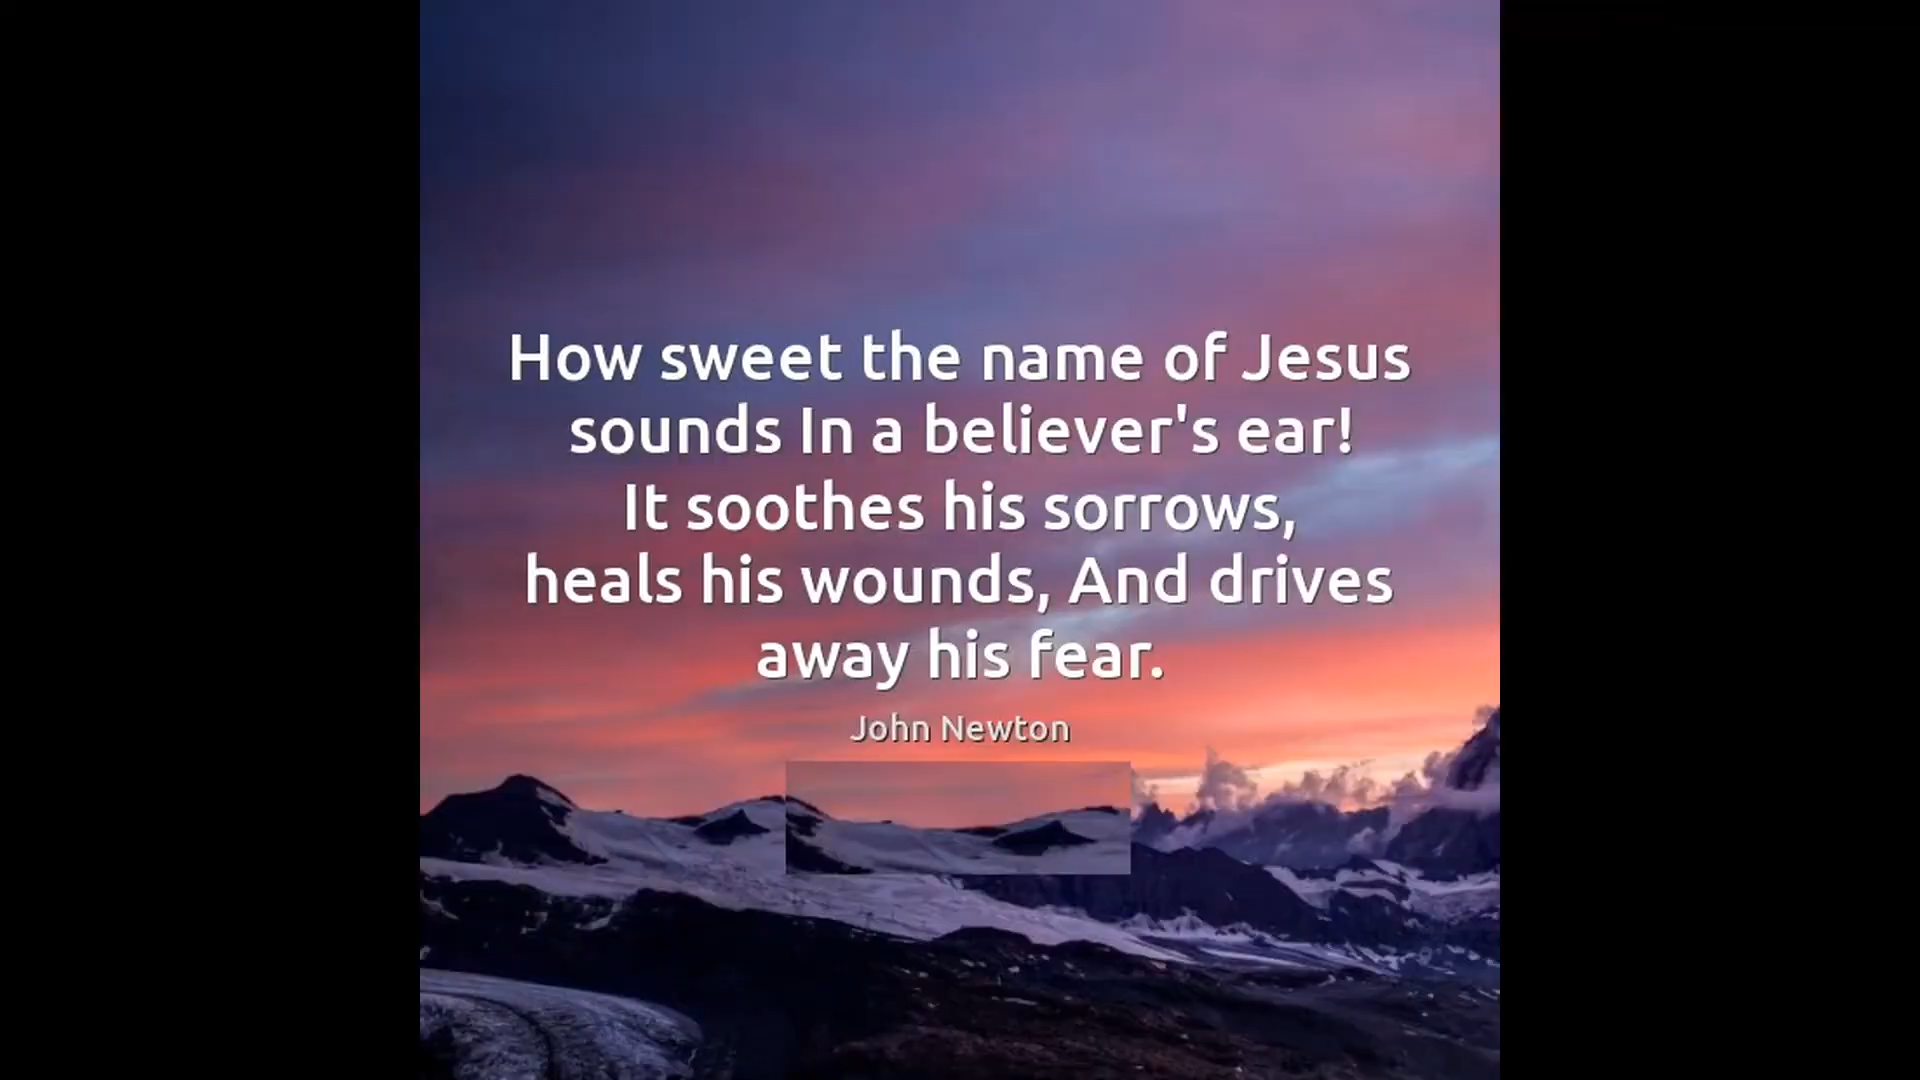 How sweet the name of Jesus
sounds In a believer's ear!
It soothes his sorrows,
heals his wounds, And drives
away his fear.
John Newton